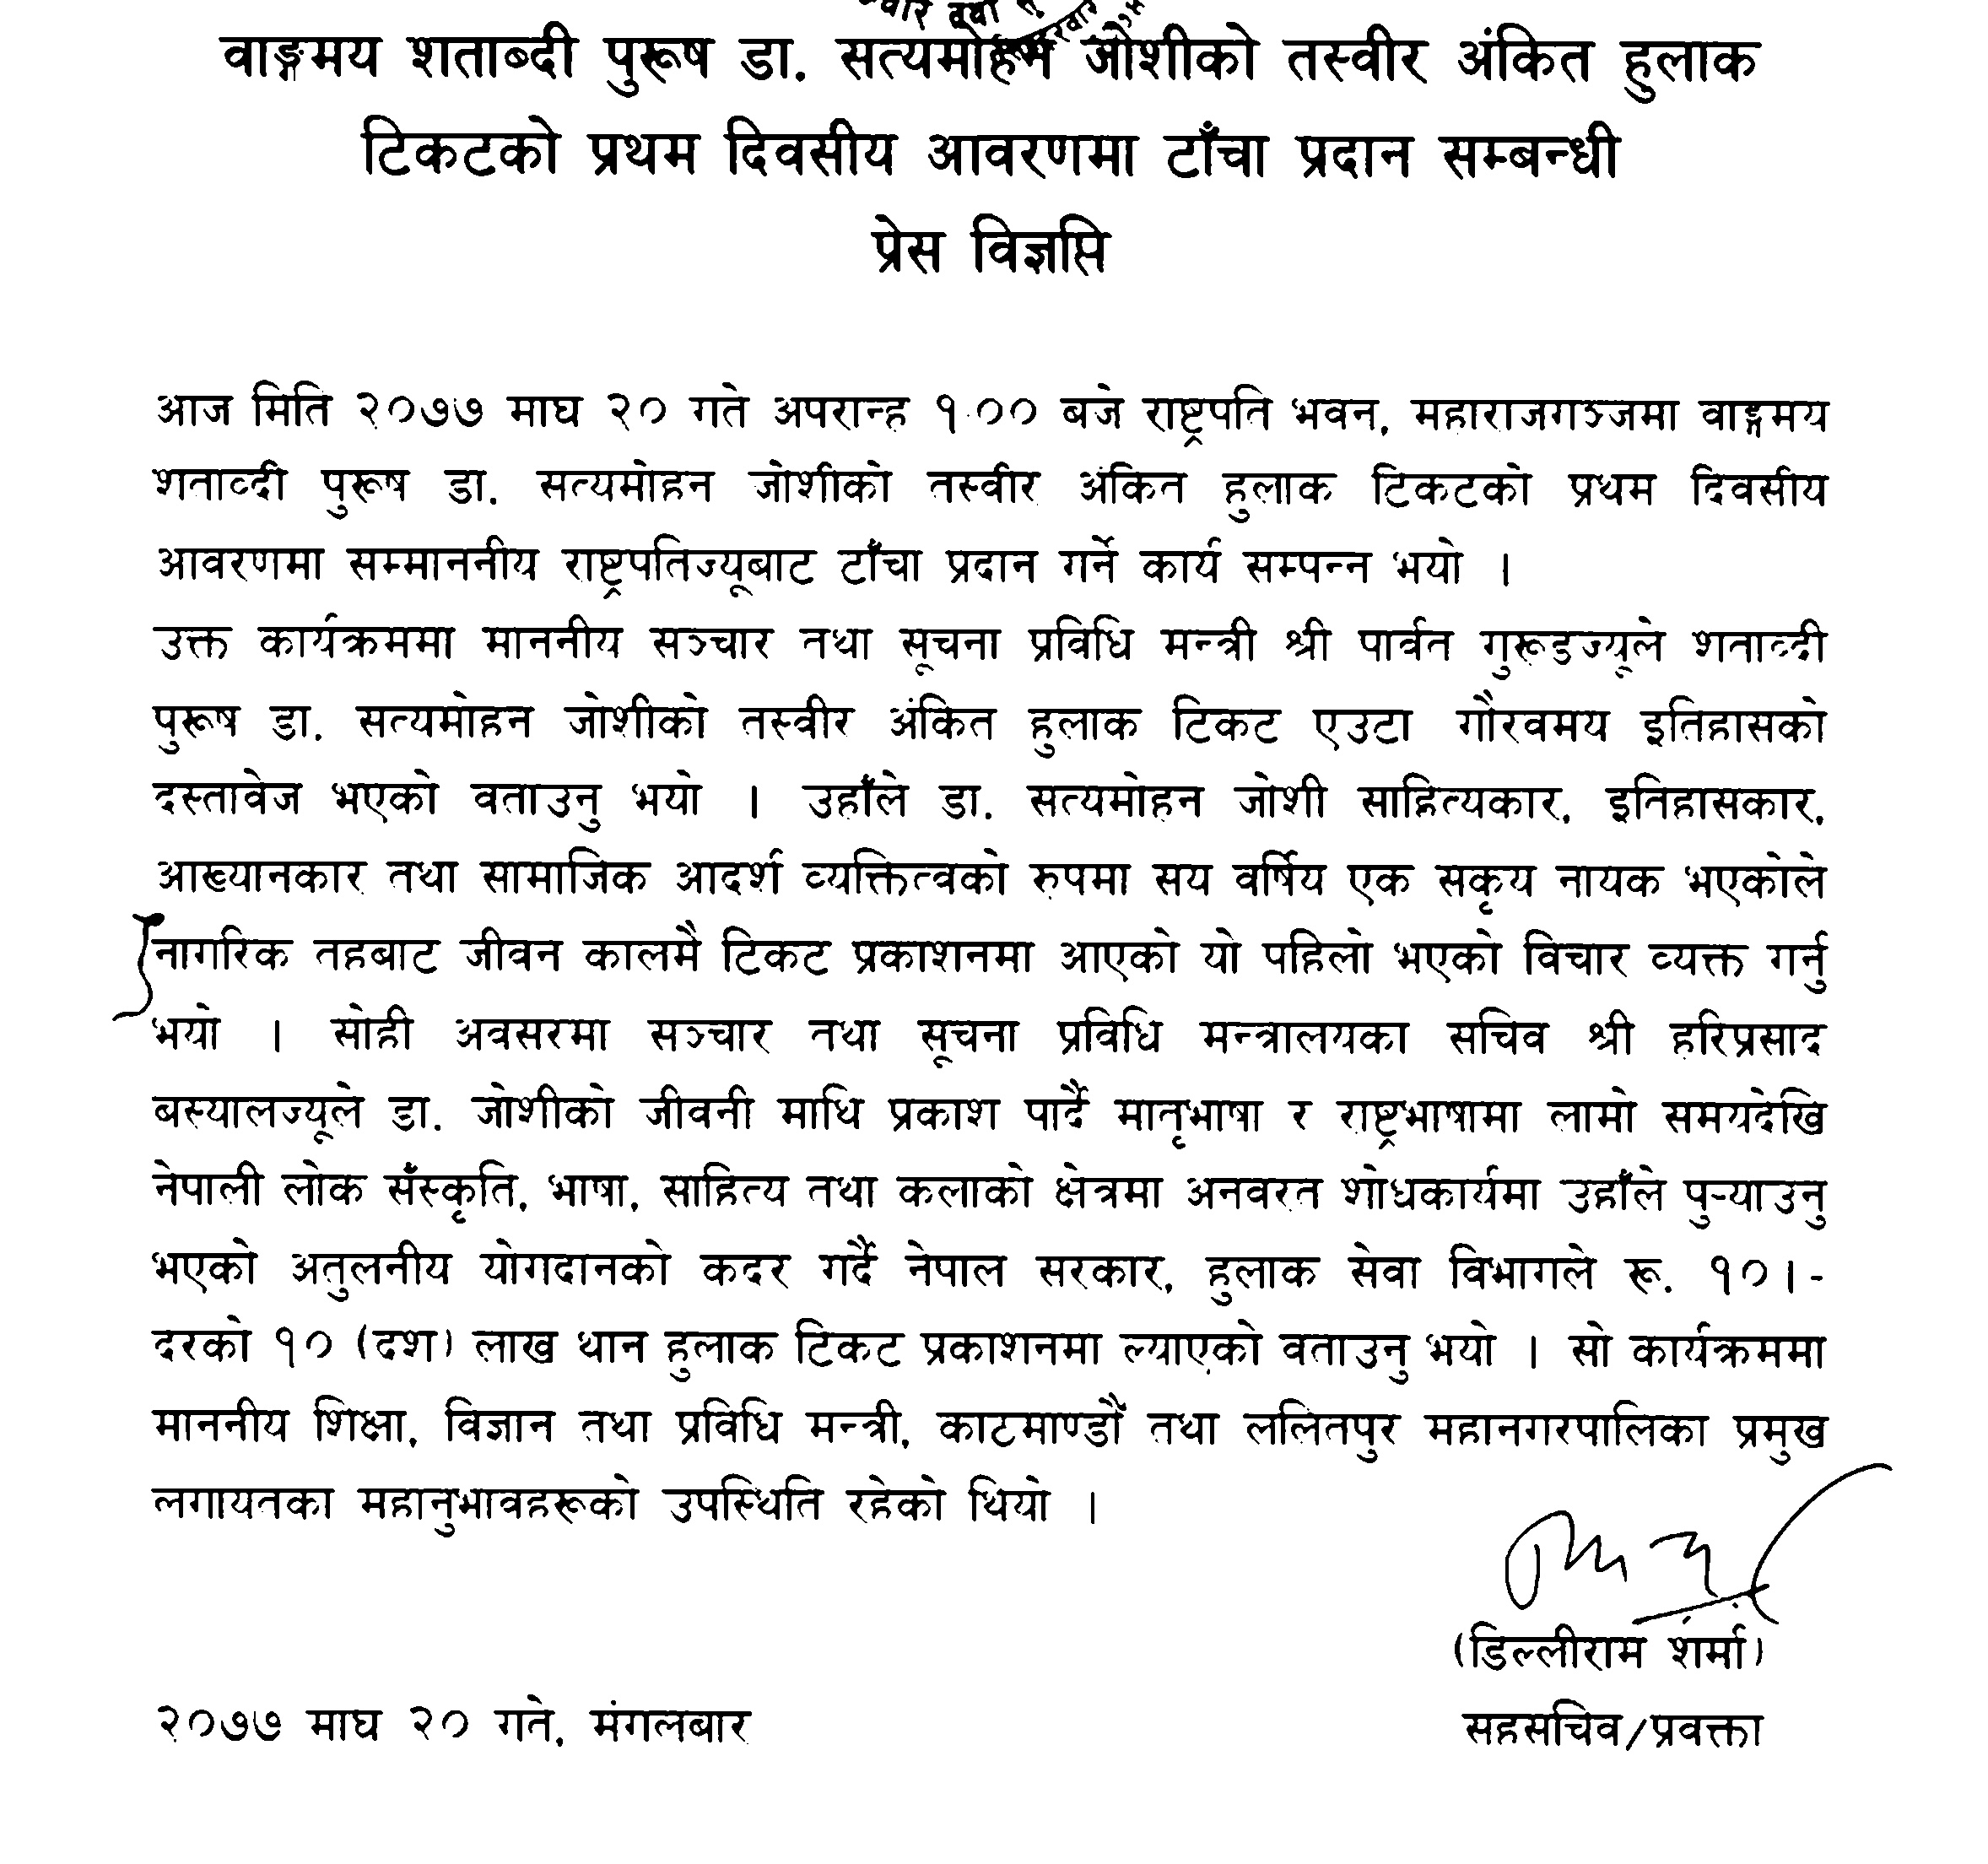 वाङ्गमय शताब्दी पुरूष डा. सत्यमोहन जोशीको तस्वीर अंकित हुलाक
टिकटको प्रथम दिवसीय आवरणमा टाँचा प्रदान सम्बन्धी
प्रेस विज्ञप्ति
आज मिति २०७७ माघ २० गते अपरान्ह १:०० बजे राष्ट्रपति भवन, महाराजगञ्जमा वाङ्गमय
शताब्दी पुरूष डा. सत्यमोहन जोशीको तस्वीर अंकित हुलाक टिकटको प्रथम दिवसीय
आवरणमा सम्माननीय राष्ट्रपतिज्यूबाट टाँचा प्रदान गर्ने कार्य सम्पन्न भयो ।
उक्त कार्यक्रममा माननीय सञ्चार तथा सूचना प्रविधि मन्त्री श्री पार्वत गुरूङज्यूले शताब्दी
पुरूष डा. सत्यमोहन जोशीको तस्वीर अंकित हुलाक टिकट एउटा गौरवमय इतिहासको
दस्तावेज भएको बताउनु भयो । उहाँले डा. सत्यमोहन जोशी साहित्यकार, इतिहासकार,
आख्यानकार तथा सामाजिक आदर्श व्यक्तित्वको रुपमा सय वर्षिय एक सकृय नायक भएकोले
नागरिक तहबाट जीवन कालमै टिकट प्रकाशनमा आएको यो पहिलो भएको विचार व्यक्त गर्नु
भयो । सोही अवसरमा सञ्चार तथा सूचना प्रविधि मन्त्रालयका सचिव श्री हरिप्रसाद
बस्यालज्यूले डा. जोशीको जीवनी माथि प्रकाश पार्दै मातृभाषा र राष्ट्रभाषामा लामो समयदेखि
नेपाली लोक सँस्कृति, भाषा, साहित्य तथा कलाको क्षेत्रमा अनवरत शोधकार्यमा उहाँले पुऱ्याउनु
भएको अतुलनीय योगदानको कदर गर्दै नेपाल सरकार, हुलाक सेवा विभागले रू. १०।-
दरको १० (दश) लाख थान हुलाक टिकट प्रकाशनमा ल्याएको बताउनु भयो । सो कार्यक्रममा
माननीय शिक्षा, विज्ञान तथा प्रविधि मन्त्री, काटमाण्डौं तथा ललितपुर महानगरपालिका प्रमुख
लगायतका महानुभावहरूको उपस्थिति रहेको थियो ।
(डिल्लीराम शर्मा)
२०७७ माघ २० गते, मंगलबार
सहसचिव/प्रवक्ता